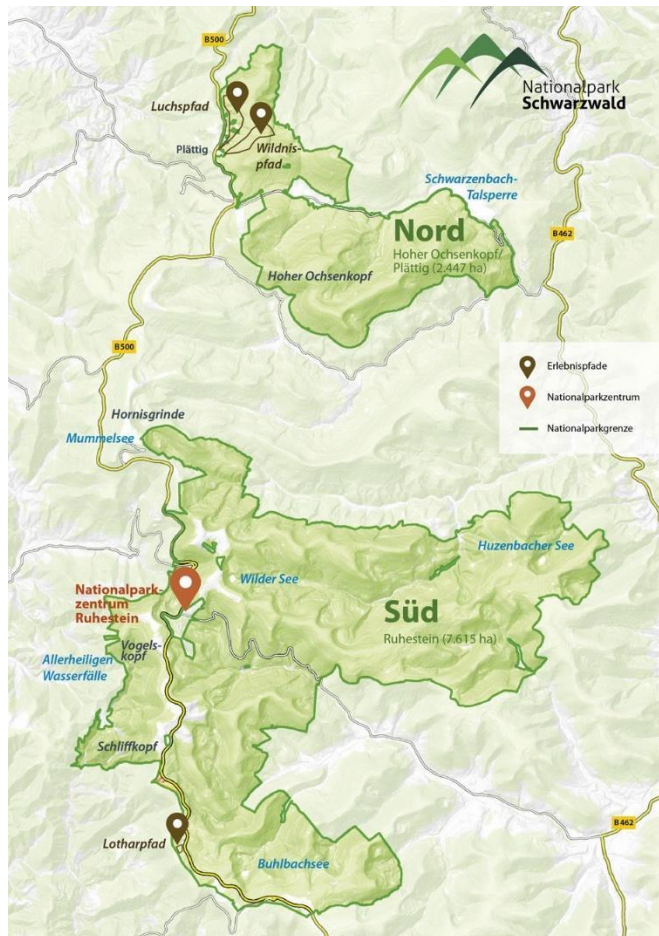 B500
Nationalpark
Schwarzwald
Luchspfad
Wildnis-
pfad
Plättig
Schwarzenbach-
Talsperre
Nord
Hoher Ochsenkopf/
Plättig (2.447 ha)
B462
Hoher Ochsenkopf
B500
Erlebnispfade
Nationalparkzentrum
Nationalparkgrenze
Hornisgrinde
Mummelsee
Huzenbacher See
Wilder See
Nationalpark-
zentrum
Ruhestein
Süd
Ruhestein (7.615 ha)
Vogels-
kopf
Allerheiligen
Wasserfälle
Schliffkopf
B462
Lotharpfad
Buhlbachsee